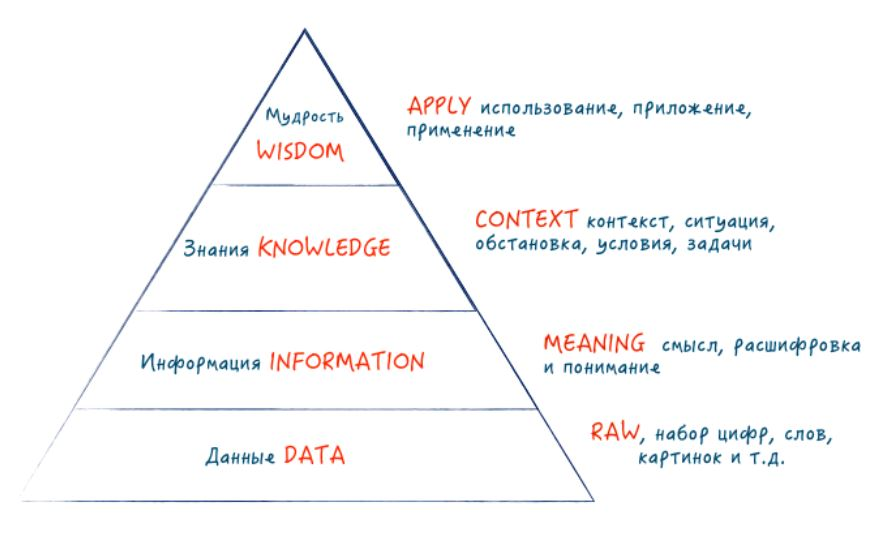 Мудрость
WISDOM
APPLY использование, приложение,
применение
Знания KNOWLEDGE
CONTEXT контекст, ситуация,
обстановка, условия, задачи
Информация INFORMATION
MEANING смысл, расшифровка
и понимание
Данные DATA
RAW, набор цифр, слов,
картинок и т.д.